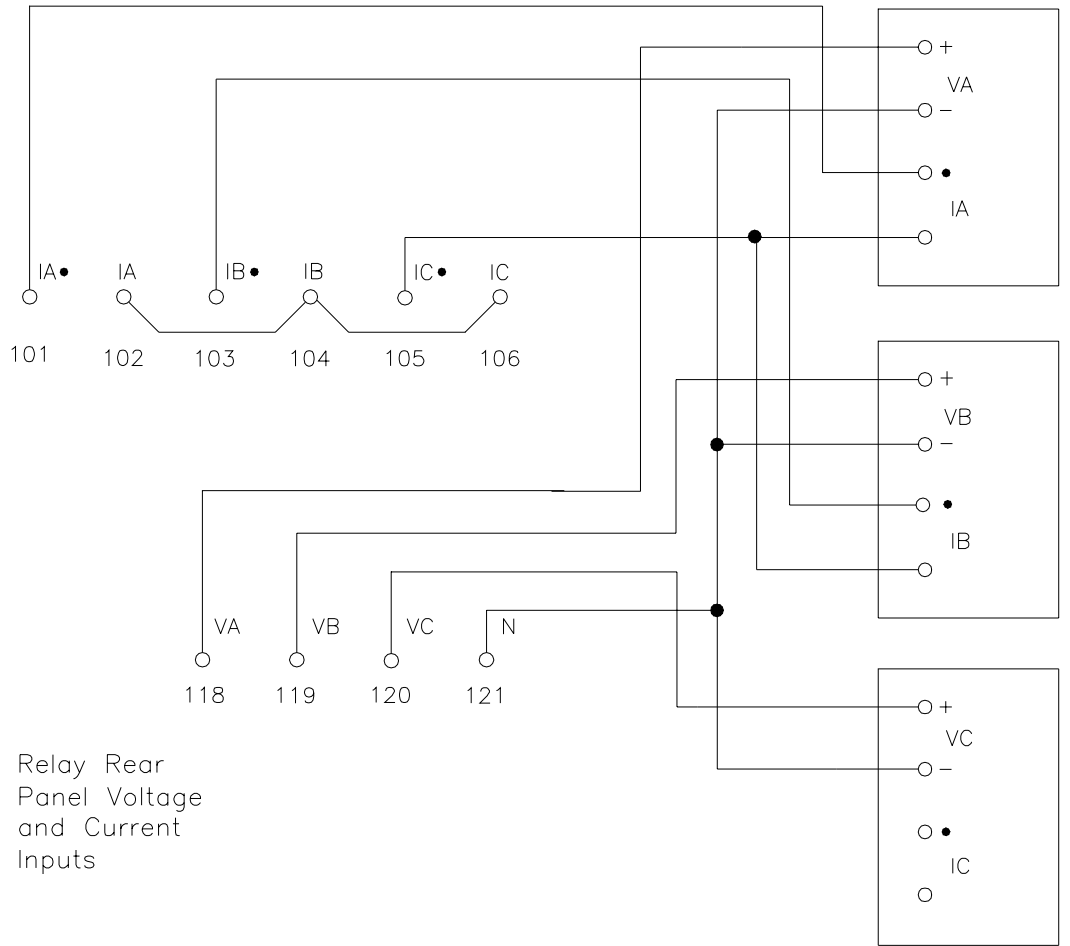 +
VA
−
IA
IA• IA IB• IB IC• IC
101 102 103 104 105 106
+
VB
−
IB
VA VB VC N
118 119 120 121
+
VC
−
IC
Relay Rear
Panel Voltage
and Current
Inputs